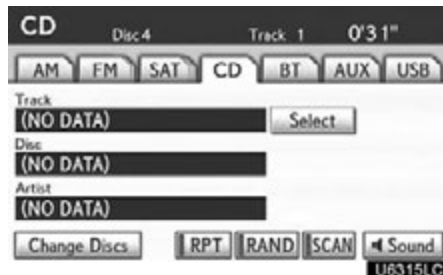 CD Disc 4 Track 1 0'31"
AM FM SAT CD BT AUX USB
Track
(NO DATA) Select
Disc
(NO DATA)
Artist
(NO DATA)
Change Discs RPT RAND SCAN Sound
U6315LC